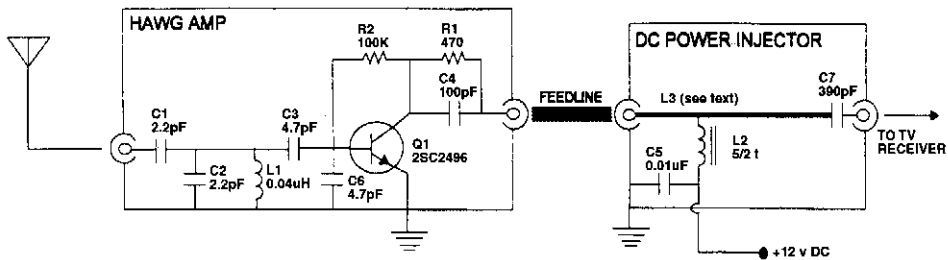 HAWG AMP
R2
100K
R1
470
C4
100pF
C1
2.2pF
C3
4.7pF
Q1
2SC2496
C2
2.2pF
L1
0.04uH
C6
4.7pF
FEEDLINE
DC POWER INJECTOR
L3 (see text)
C7
390pF
TO TV
RECEIVER
L2
5/2 t
C5
0.01uF
+12 v DC